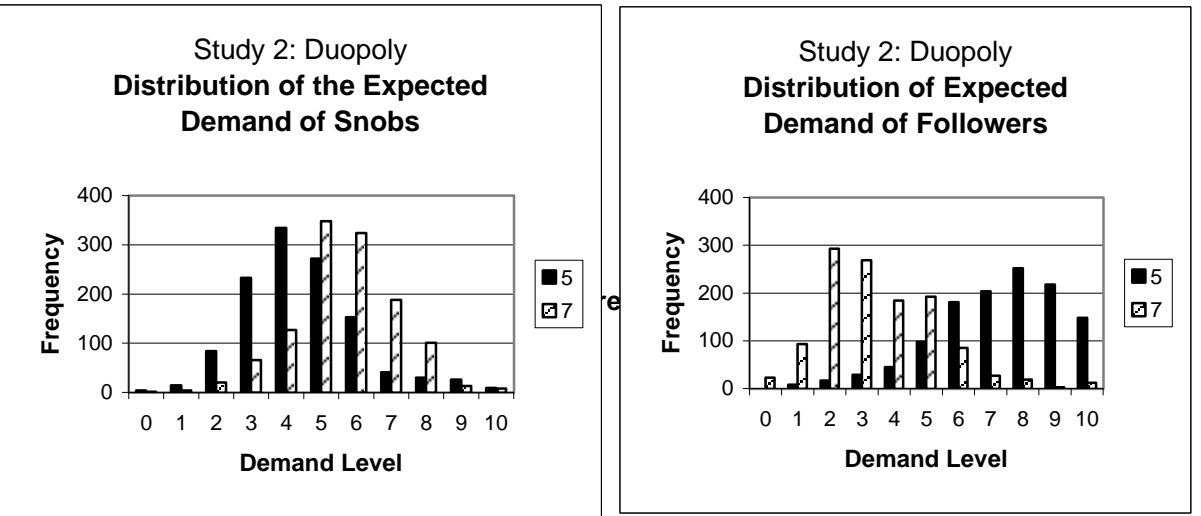 Study 2: Duopoly
Distribution of the Expected
Demand of Snobs
400
300
200
100
0
Frequency
0 1 2 3 4 5 6 7 8 9 10
Demand Level
5
7
re
Study 2: Duopoly
Distribution of Expected
Demand of Followers
400
300
200
100
0
Frequency
0 1 2 3 4 5 6 7 8 9 10
Demand Level
5
7